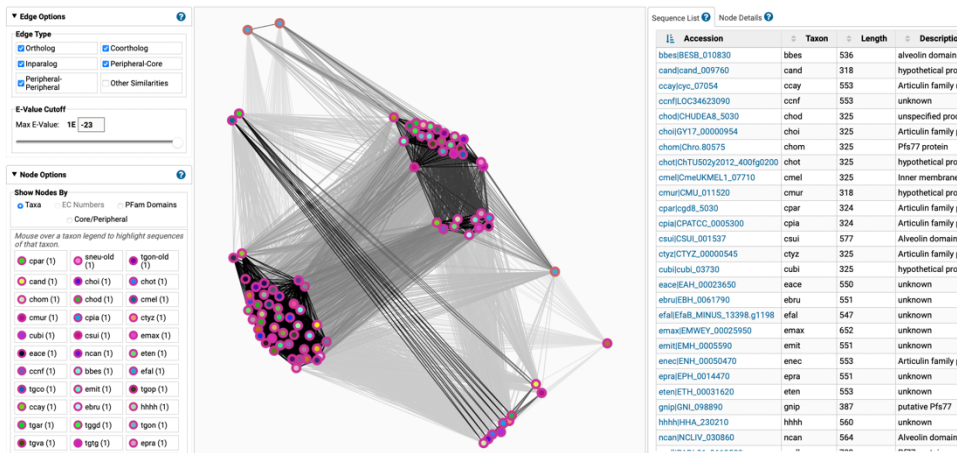 ▼ Edge Options ?
Edge Type
Ortholog Coortholog
Inparalog Peripheral-Core
Peripheral-Peripheral Other Similarities
E-Value Cutoff
Max E-Value: 1E -23
▼ Node Options ?
Show Nodes By
Taxa EC Numbers PFam Domains
Core/Peripheral
Mouse over a taxon legend to highlight sequences
of that taxon.
cpar (1) sneu-old (1) tgon-old (1)
cand (1) choi (1) chot (1)
chom (1) chod (1) cmel (1)
cmur (1) cpia (1) ctyz (1)
cubi (1) csui (1) emax (1)
eace (1) ncan (1) eten (1)
ccnf (1) bbes (1) efal (1)
tgco (1) emit (1) tgop (1)
ccay (1) ebru (1) hhhh (1)
tgar (1) tggd (1) tgon (1)
tgva (1) tgtg (1) epra (1)
Sequence List ? Node Details ?
Accession Taxon Length Descriptio
bbes|BESB_010830 bbes 536 alveolin domain
cand|cand_009760 cand 318 hypothetical pro
ccay|cyc_07054 ccay 553 Articulin family
ccnf|LOC34623090 ccnf 551 unknown
chod|CHUDEA8_5030 chod 325 unspecified prod
choi|GY17_00000954 choi 325 Articulin family p
chom|Chro.80575 chom 325 Pfs77 protein
chot|ChTU502y2012_400fg0200 chot 325 hypothetical pro
cmel|CmeUKMEL1_07710 cmel 325 Inner membrane
cmur|CMU_011520 cmur 318 hypothetical pro
cpar|cgd8_5030 cpar 324 Articulin family p
cpia|CPATCC_0005300 cpia 324 Articulin family p
csui|CSUI_001537 csui 577 Alveolin domain
ctyz|CTYZ_00005545 ctyz 325 Articulin family p
cubi|cubi_03730 cubi 325 hypothetical pro
eace|EAH_00023650 eace 550 unknown
ebru|EBH_0061790 ebru 551 unknown
efal|EfaB_MINUS_13398.g1198 efal 547 unknown
emax|EMWEY_00025950 emax 652 unknown
emit|EMH_0005590 emit 551 unknown
enec|ENH_00050470 enec 553 Articulin family p
epra|EPH_0014470 epra 551 unknown
eten|ETH_00031620 eten 553 unknown
gnip|GNI_098890 gnip 387 putative Pfs77
hhhh|HHA_230210 hhhh 560 unknown
ncan|NCLIV_030860 ncan 564 Alveolin domain